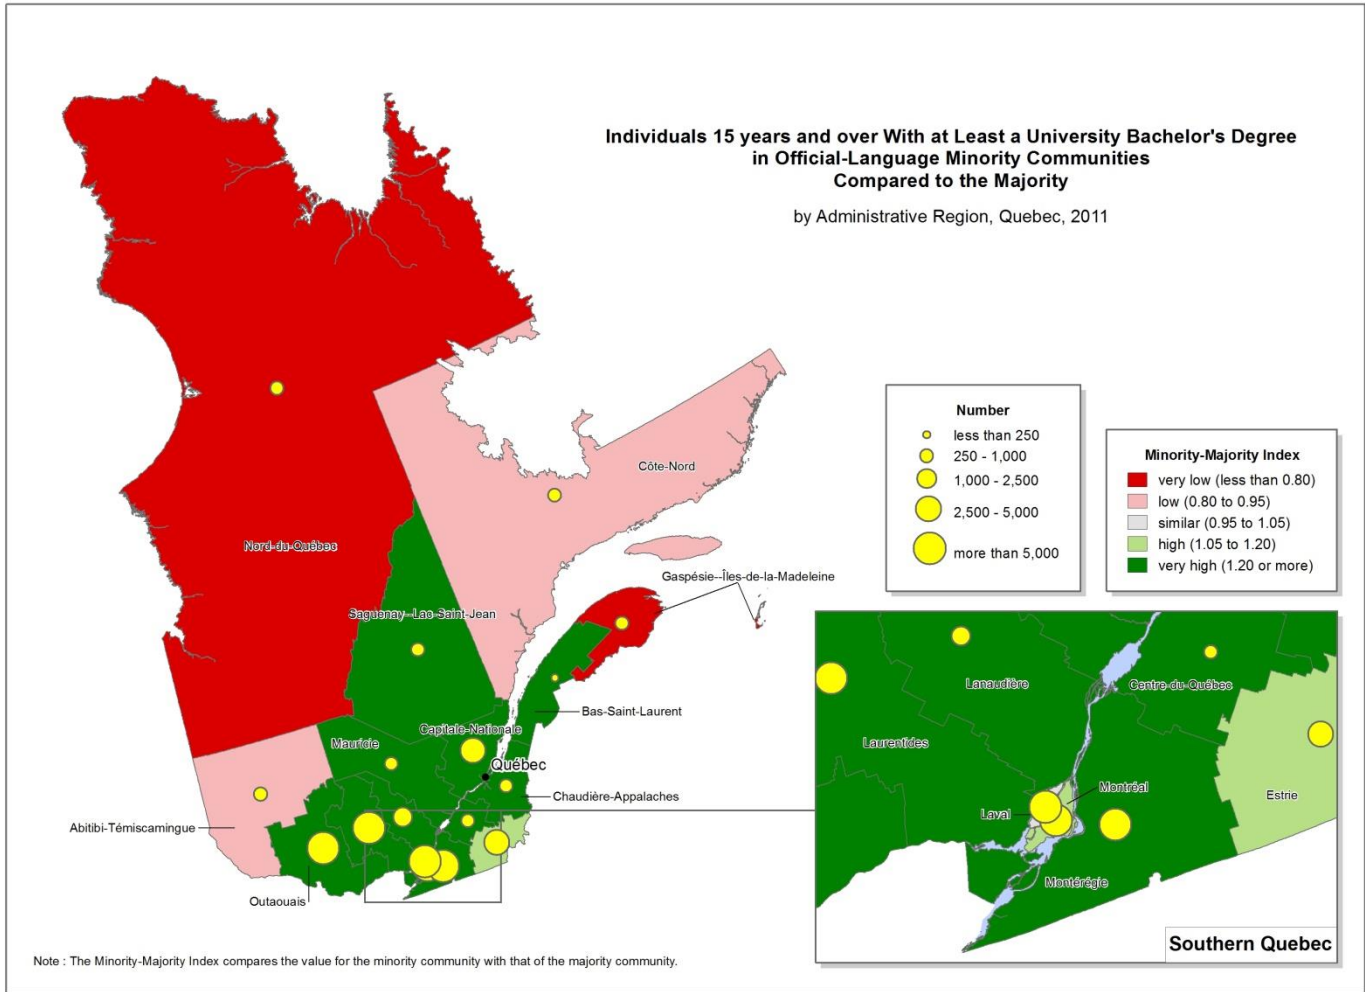 Individuals 15 years and over With at Least a University Bachelor's Degree
in Official-Language Minority Communities
Compared to the Majority
by Administrative Region, Quebec, 2011
Number
less than 250
250 - 1,000
1,000 - 2,500
2,500 - 5,000
more than 5,000
Minority-Majority Index
very low (less than 0.80)
low (0.80 to 0.95)
similar (0.95 to 1.05)
high (1.05 to 1.20)
very high (1.20 or more)
Côte-Nord
Nord-du-Québec
Gaspésie--Îles-de-la-Madeleine
Saguenay--Lac-Saint-Jean
Bas-Saint-Laurent
Capitale-Nationale
Mauricie
Québec
Chaudière-Appalaches
Abitibi-Témiscamingue
Outaouais
Lanaudière
Centre-du-Québec
Laurentides
Montréal
Estrie
Laval
Montérégie
Southern Quebec
Note : The Minority-Majority Index compares the value for the minority community with that of the majority community.